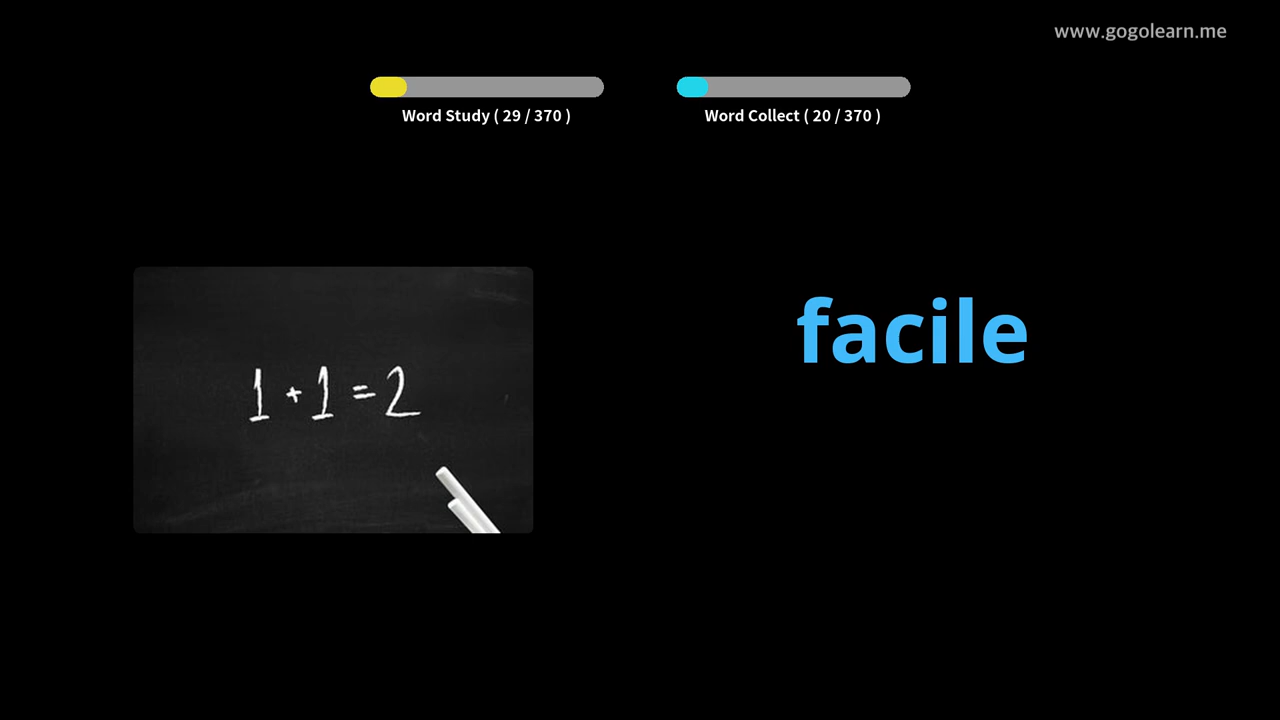 www.gogolearn.me
Word Study ( 29 / 370 )
Word Collect ( 20 / 370 )
facile
1 + 1 = 2